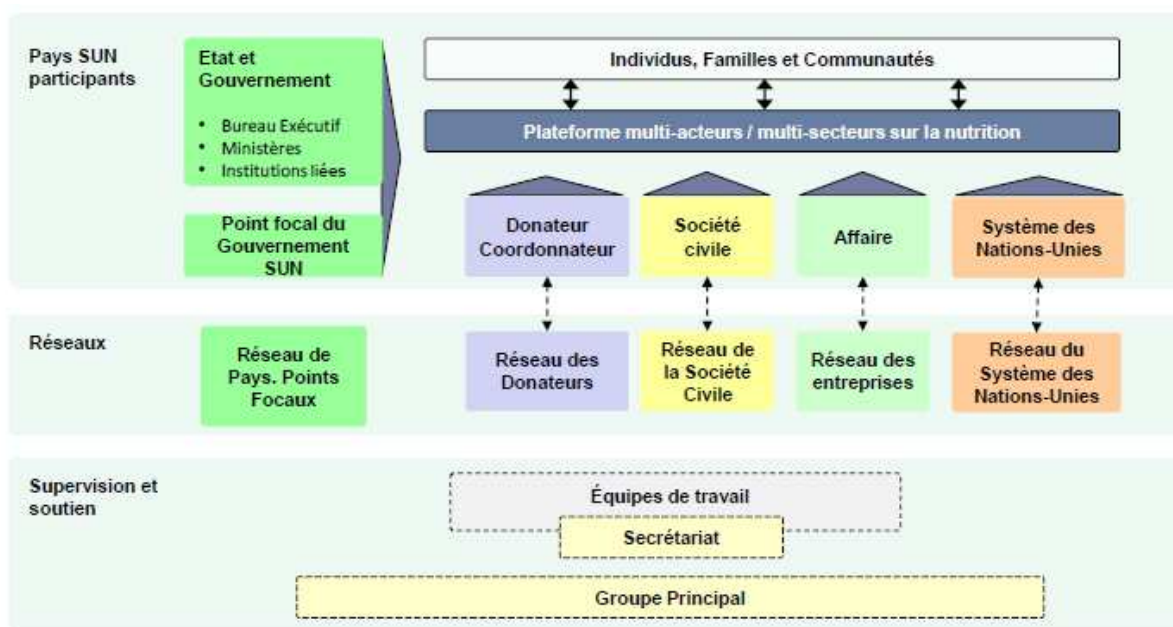 Pays SUN
participants
Etat et
Gouvernement
• Bureau Exécutif
• Ministères
• Institutions liées
Point focal du
Gouvernement
SUN
Individus, Familles et Communautés
Plateforme multi-acteurs / multi-secteurs sur la nutrition
Donateur
Coordonnateur
Société
civile
Affaire
Système des
Nations-Unies
Réseaux
Réseau de
Pays. Points
Focaux
Réseau des
Donateurs
Réseau de
la Société
Civile
Réseau des
entreprises
Réseau du
Système des
Nations-Unies
Supervision et
soutien
Équipes de travail
Secrétariat
Groupe Principal